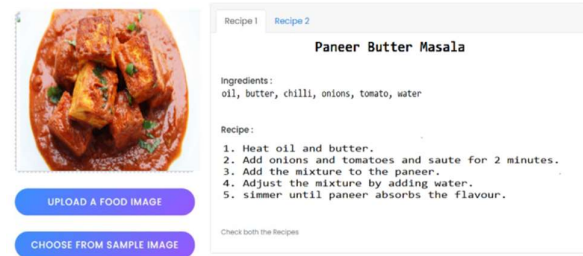 Recipe 1
Recipe 2
Paneer Butter Masala
Ingredients :
oil, butter, chilli, onions, tomato, water
Recipe :
1. Heat oil and butter.
2. Add onions and tomatoes and saute for 2 minutes.
3. Add the mixture to the paneer.
4. Adjust the mixture by adding water.
5. simmer until paneer absorbs the flavour.
Check both the Recipes
UPLOAD A FOOD IMAGE
CHOOSE FROM SAMPLE IMAGE